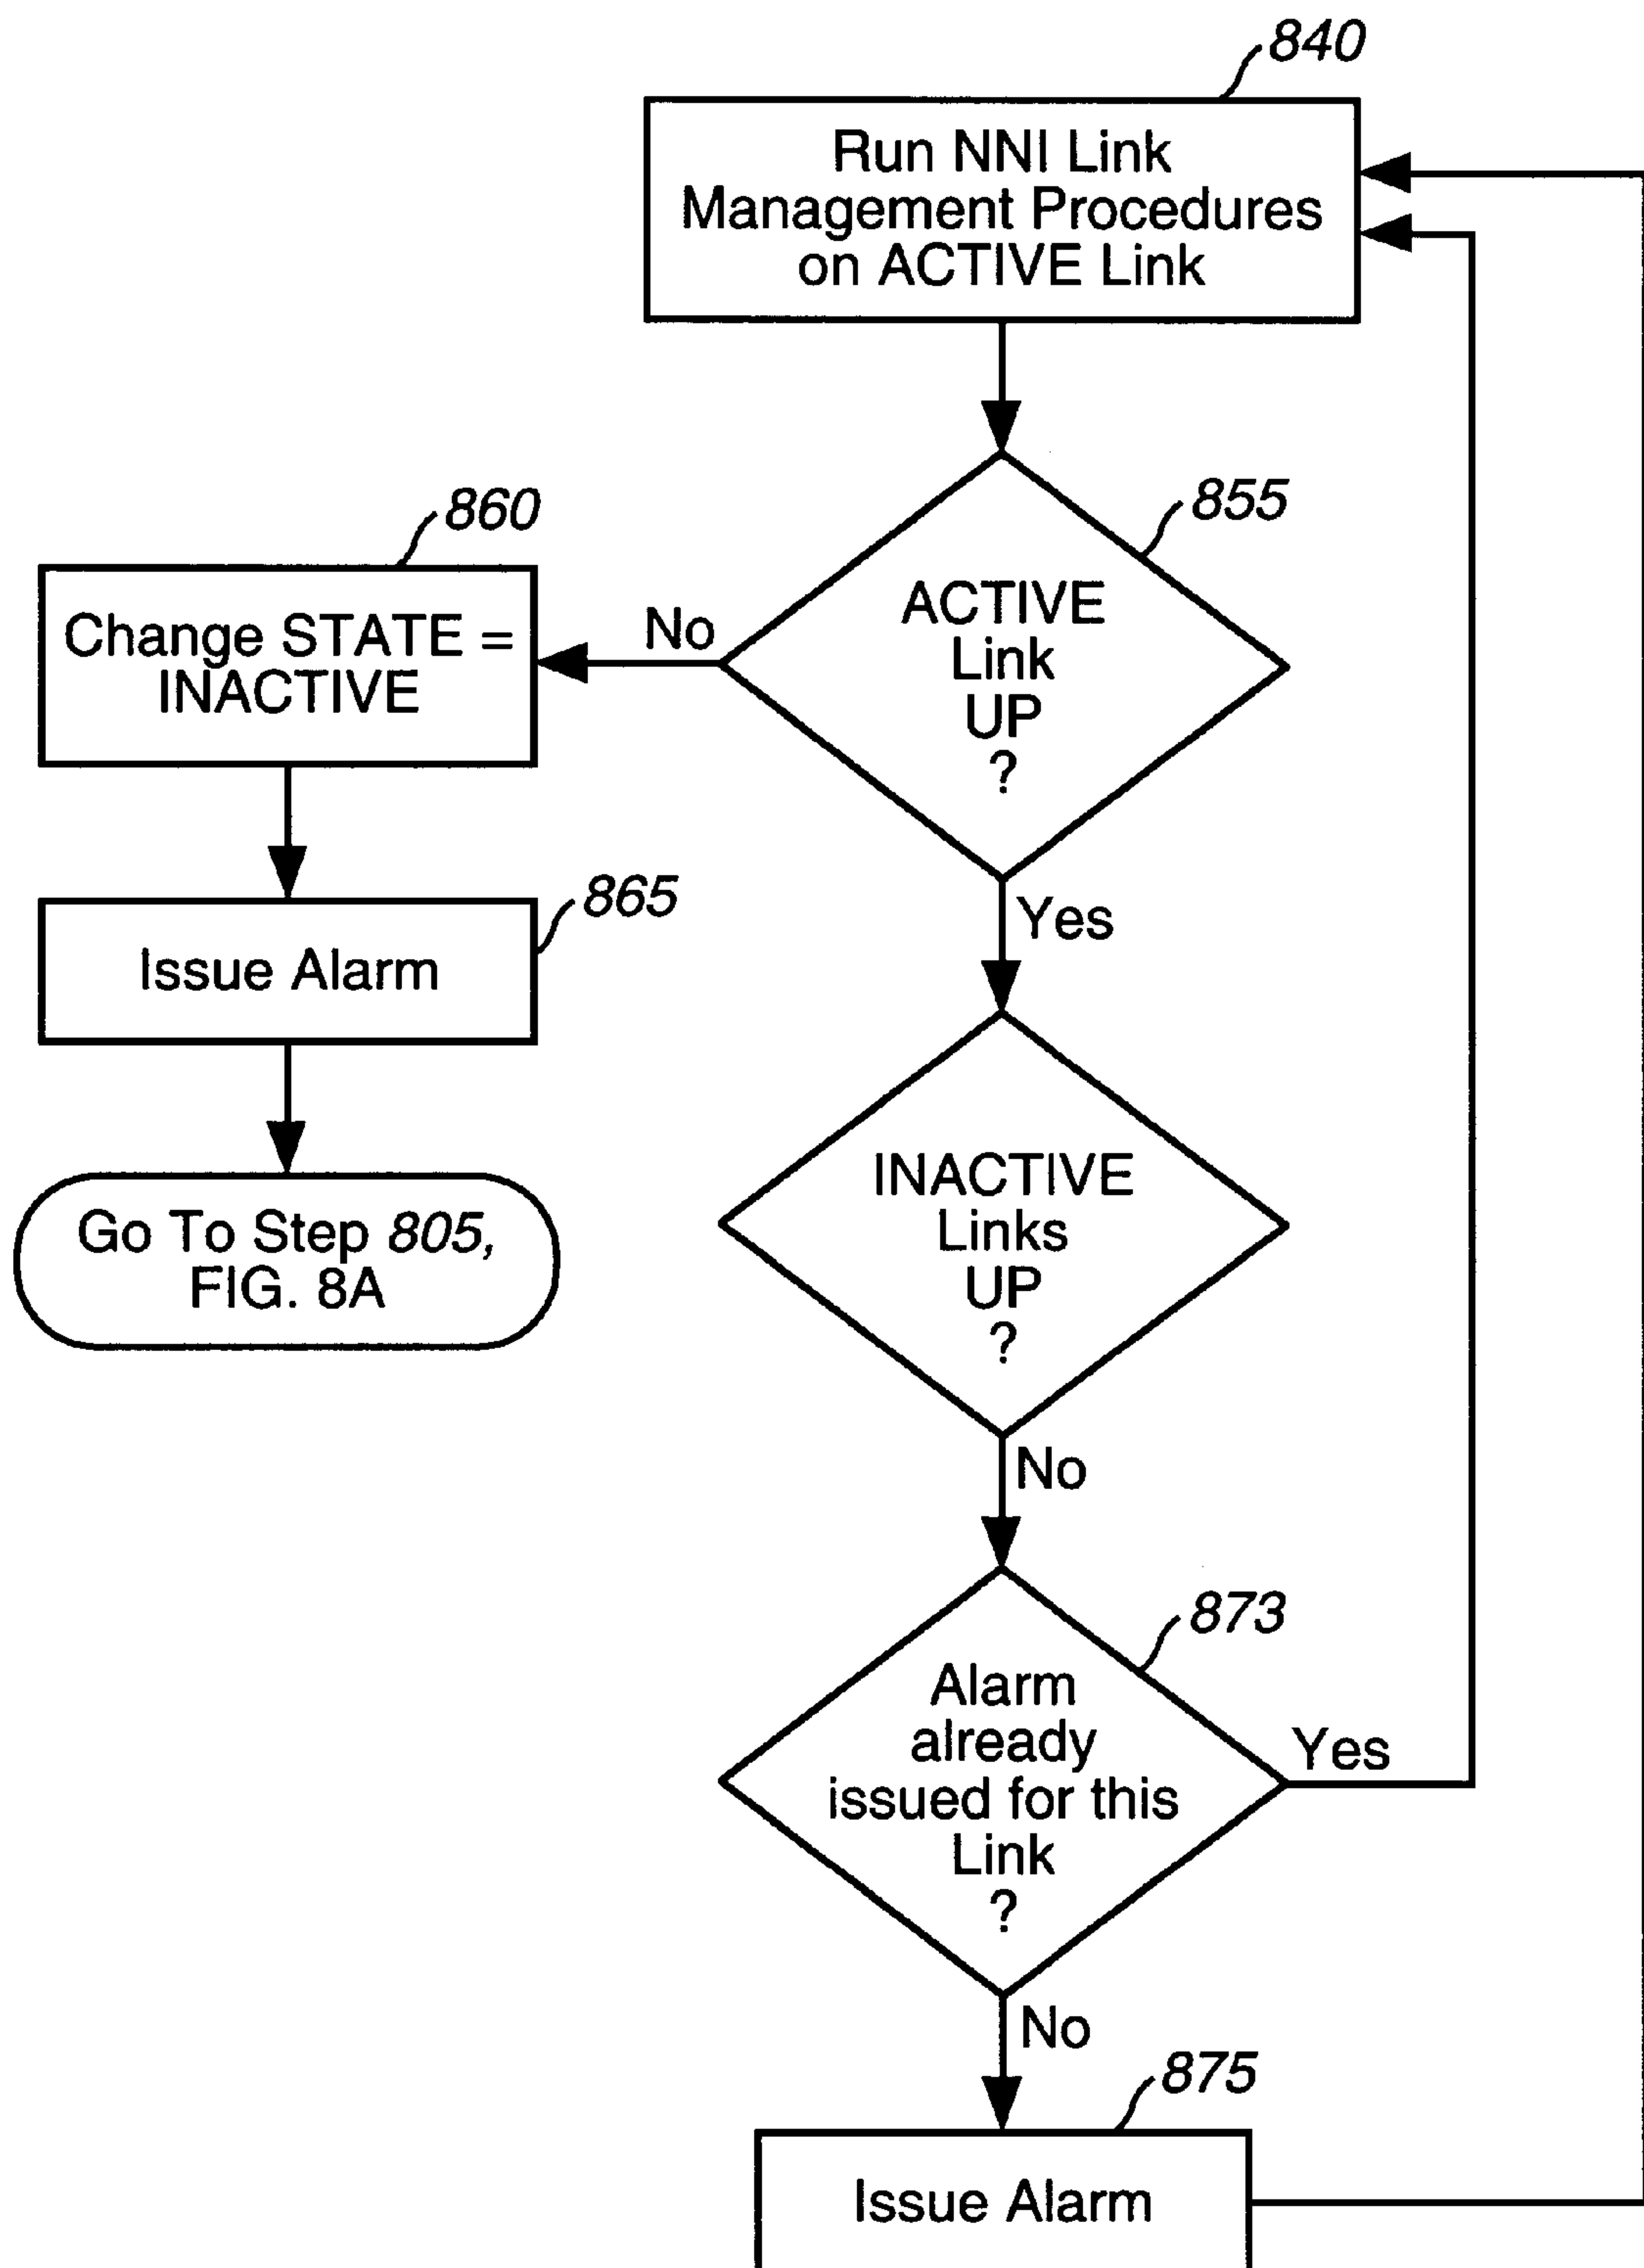 840
Run NNI Link
Management Procedures
on ACTIVE Link
855
ACTIVE
Link
UP
?
No
860
Change STATE =
INACTIVE
865
Issue Alarm
Go To Step 805,
FIG. 8A
Yes
INACTIVE
Links
UP
?
No
873
Alarm
already
issued for this
Link
?
Yes
No
875
Issue Alarm